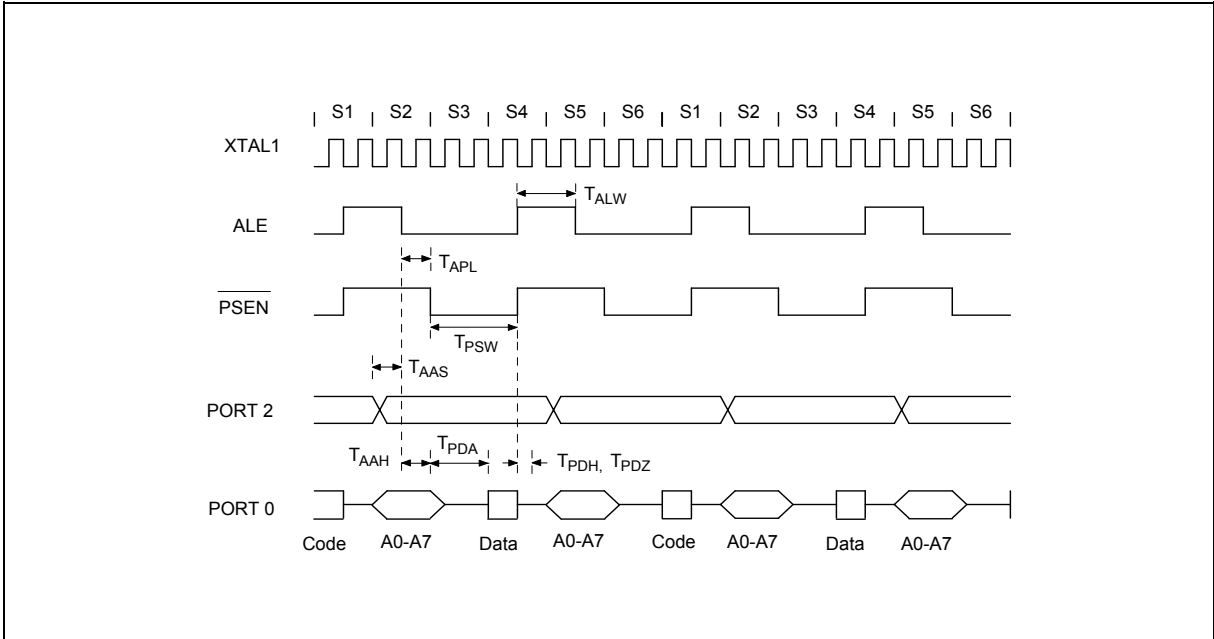 S1 S2 S3 S4 S5 S6 S1 S2 S3 S4 S5 S6
XTAL1
TALW
ALE
TAPL
PSEN
TPSW
TAAS
PORT 2
TAAH TPDA TPDH, TPDZ
PORT 0
Code A0-A7 Data A0-A7 Code A0-A7 Data A0-A7